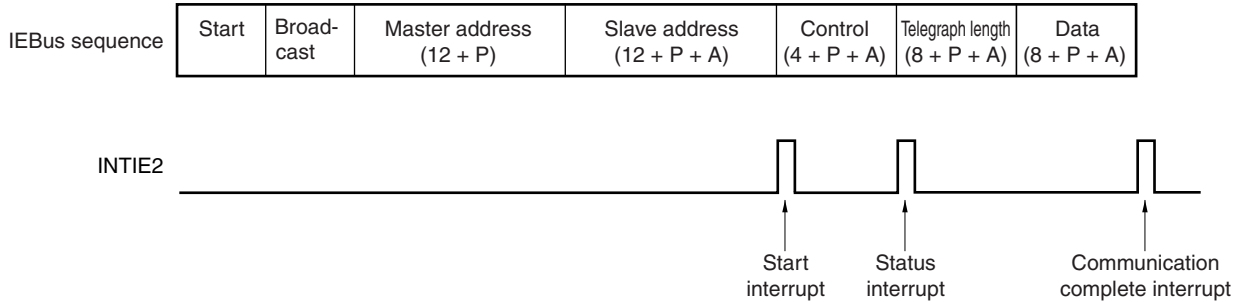 IEBus sequence
Start
Broad-
cast
Master address
(12 + P)
Slave address
(12 + P + A)
Control
(4 + P + A)
Telegraph length
(8 + P + A)
Data
(8 + P + A)
INTIE2
Start
interrupt
Status
interrupt
Communication
complete interrupt